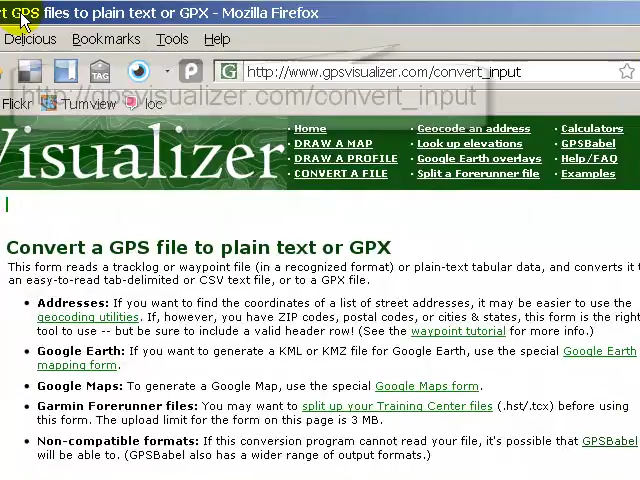 rt GPS files to plain text or GPX - Mozilla Firefox
Delicious Bookmarks Tools Help
TAG P G http://www.gpsvisualizer.com/convert_input
http://gpsvisualizer.com/convert_input
Flickr Tumview loc
Visualizer
· Home · Geocode an address · Calculators
· DRAW A MAP · Look up elevations · GPSBabel
· DRAW A PROFILE · Google Earth overlays · Help/FAQ
· CONVERT A FILE · Split a Forerunner file · Examples
Convert a GPS file to plain text or GPX
This form reads a tracklog or waypoint file (in a recognized format) or plain-text tabular data, and converts it t
an easy-to-read tab-delimited or CSV text file, or to a GPX file.
• Addresses: If you want to find the coordinates of a list of street addresses, it may be easier to use the
geocoding utilities. If, however, you have ZIP codes, postal codes, or cities & states, this form is the right
tool to use -- but be sure to include a valid header row! (See the waypoint tutorial for more info.)
• Google Earth: If you want to generate a KML or KMZ file for Google Earth, use the special Google Earth
mapping form.
• Google Maps: To generate a Google Map, use the special Google Maps form.
• Garmin Forerunner files: You may want to split up your Training Center files (.hst/.tcx) before using
this form. The upload limit for the form on this page is 3 MB.
• Non-compatible formats: If this conversion program cannot read your file, it's possible that GPSBabel
will be able to. (GPSBabel also has a wider range of output formats.)